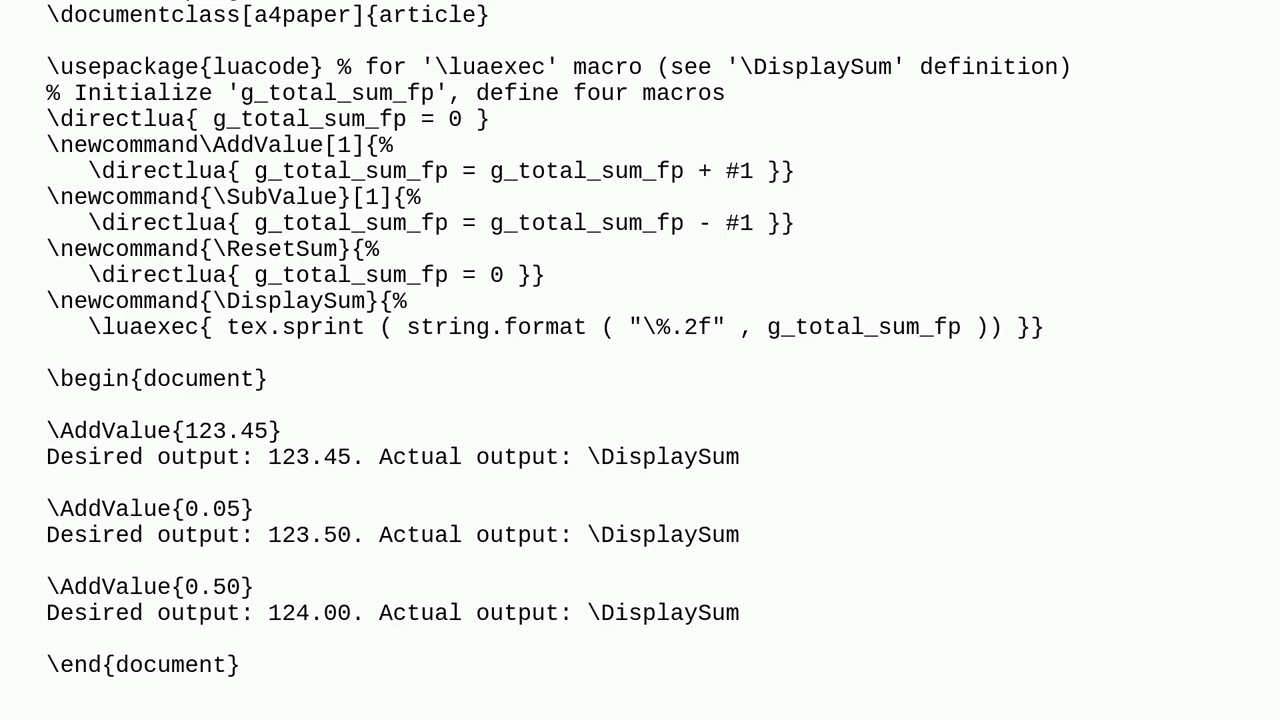 \documentclass[a4paper]{article}
\usepackage{luacode} % for '\luaexec' macro (see '\DisplaySum' definition)
% Initialize 'g_total_sum_fp', define four macros
\directlua{ g_total_sum_fp = 0 }
\newcommand\AddValue[1]{%
   \directlua{ g_total_sum_fp = g_total_sum_fp + #1 }}
\newcommand{\SubValue}[1]{%
   \directlua{ g_total_sum_fp = g_total_sum_fp - #1 }}
\newcommand{\ResetSum}{%
   \directlua{ g_total_sum_fp = 0 }}
\newcommand{\DisplaySum}{%
   \luaexec{ tex.sprint ( string.format ( "\%.2f" , g_total_sum_fp )) }}
\begin{document}
\AddValue{123.45}
Desired output: 123.45. Actual output: \DisplaySum
\AddValue{0.05}
Desired output: 123.50. Actual output: \DisplaySum
\AddValue{0.50}
Desired output: 124.00. Actual output: \DisplaySum
\end{document}